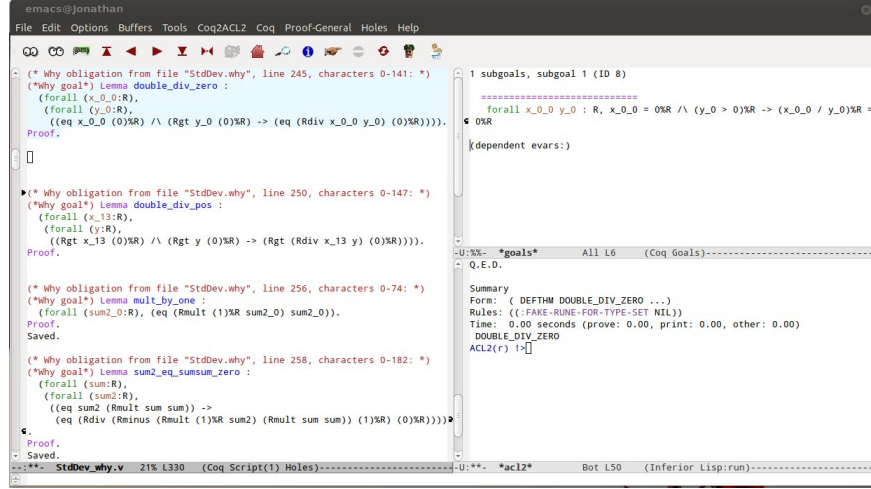 emacs@Jonathan
File Edit Options Buffers Tools Coq2ACL2 Coq Proof-General Holes Help
(* Why obligation from file "StdDev.why", line 245, characters 0-141: *)
(*Why goal*) Lemma double_div_zero :
(forall (x_0_0:R),
(forall (y_0:R),
((eq x_0_0 (0)%R) /\ (Rgt y_0 (0)%R) -> (eq (Rdiv x_0_0 y_0) (0)%R)))).
Proof.
(* Why obligation from file "StdDev.why", line 250, characters 0-147: *)
(*Why goal*) Lemma double_div_pos :
(forall (x_13:R),
(forall (y:R),
((Rgt x_13 (0)%R) /\ (Rgt y (0)%R) -> (Rgt (Rdiv x_13 y) (0)%R)))).
Proof.
(* Why obligation from file "StdDev.why", line 256, characters 0-74: *)
(*Why goal*) Lemma mult_by_one :
(forall (sum2_0:R), (eq (Rmult (1)%R sum2_0) sum2_0)).
Proof.
Saved.
(* Why obligation from file "StdDev.why", line 258, characters 0-182: *)
(*Why goal*) Lemma sum2_eq_sumsum_zero :
(forall (sum:R),
(forall (sum2:R),
((eq sum2 (Rmult sum sum)) ->
(eq (Rdiv (Rminus (Rmult (1)%R sum2) (Rmult sum sum)) (1)%R) (0)%R))))
.
Proof.
Saved.
--:**- StdDev_why.v 21% L330 (Coq Script(1) Holes)------------------------
1 subgoals, subgoal 1 (ID 8)
============================
forall x_0_0 y_0 : R, x_0_0 = 0%R /\ (y_0 > 0)%R -> (x_0_0 / y_0)%R =
0%R
(dependent evars:)
-U:%%- *goals* All L6 (Coq Goals)-----------------------------
Q.E.D.
Summary
Form: ( DEFTHM DOUBLE_DIV_ZERO ...)
Rules: ((:FAKE-RUNE-FOR-TYPE-SET NIL))
Time: 0.00 seconds (prove: 0.00, print: 0.00, other: 0.00)
DOUBLE_DIV_ZERO
ACL2(r) !>
-U:**- *acl2* Bot L50 (Inferior Lisp:run)---------------------